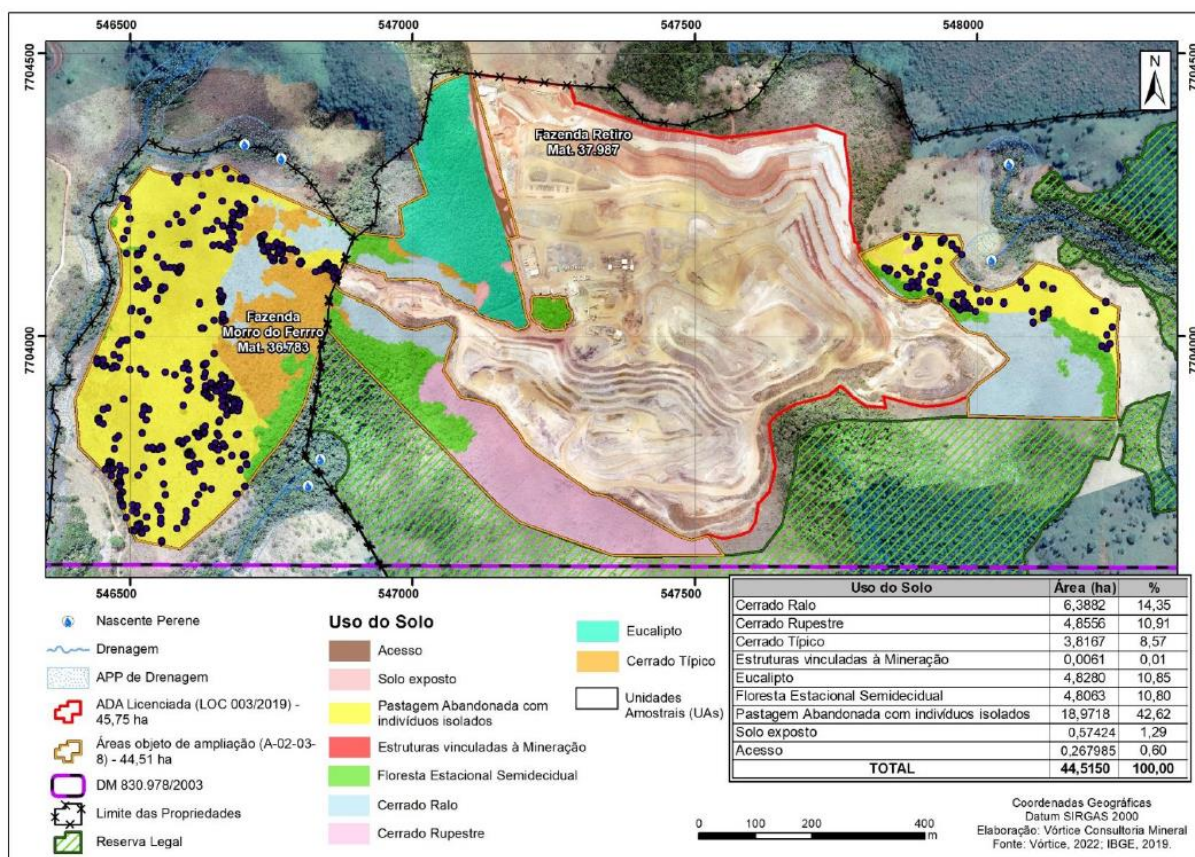 546500 547000 547500 548000
7704500 7704500
N
Fazenda Retiro
Mat. 37.987
Fazenda
Morro do Ferrro
Mat. 36.783
7704000 7704000
546500 547000 547500
Nascente Perene
Drenagem
APP de Drenagem
ADA Licenciada (LOC 003/2019) -
45,75 ha
Áreas objeto de ampliação (A-02-03-
8) - 44,51 ha
DM 830.978/2003
Limite das Propriedades
Reserva Legal
Uso do Solo
Acesso
Solo exposto
Pastagem Abandonada com
indivíduos isolados
Estruturas vinculadas à Mineração
Floresta Estacional Semidecidual
Cerrado Ralo
Cerrado Rupestre
Eucalipto
Cerrado Típico
Unidades
Amostrais (UAs)
Uso do Solo Área (ha) %
Cerrado Ralo 6,3882 14,35
Cerrado Rupestre 4,8556 10,91
Cerrado Típico 3,8167 8,57
Estruturas vinculadas à Mineração 0,0061 0,01
Eucalipto 4,8280 10,85
Floresta Estacional Semidecidual 4,8063 10,80
Pastagem Abandonada com indivíduos isolados 18,9718 42,62
Solo exposto 0,57424 1,29
Acesso 0,267985 0,60
TOTAL 44,5150 100,00
0 100 200 400
m
Coordenadas Geográficas
Datum SIRGAS 2000
Elaboração: Vórtice Consultoria Mineral
Fonte: Vórtice, 2022; IBGE, 2019.